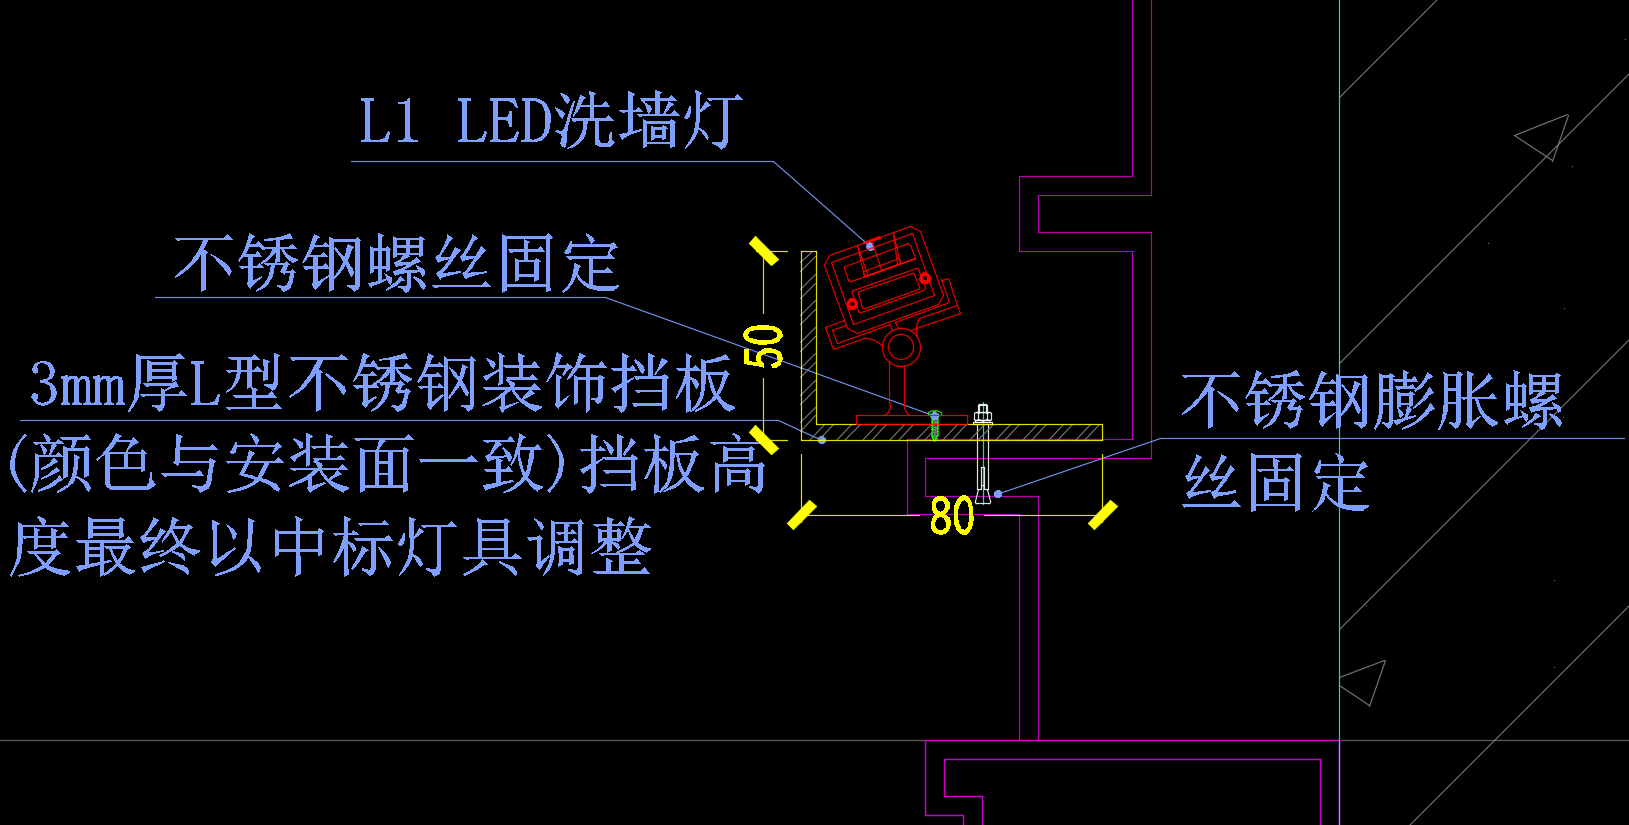 L1 LED洗墙灯
不锈钢螺丝固定
50
3mm厚L型不锈钢装饰挡板
(颜色与安装面一致)挡板高
度最终以中标灯具调整
不锈钢膨胀螺
丝固定
80